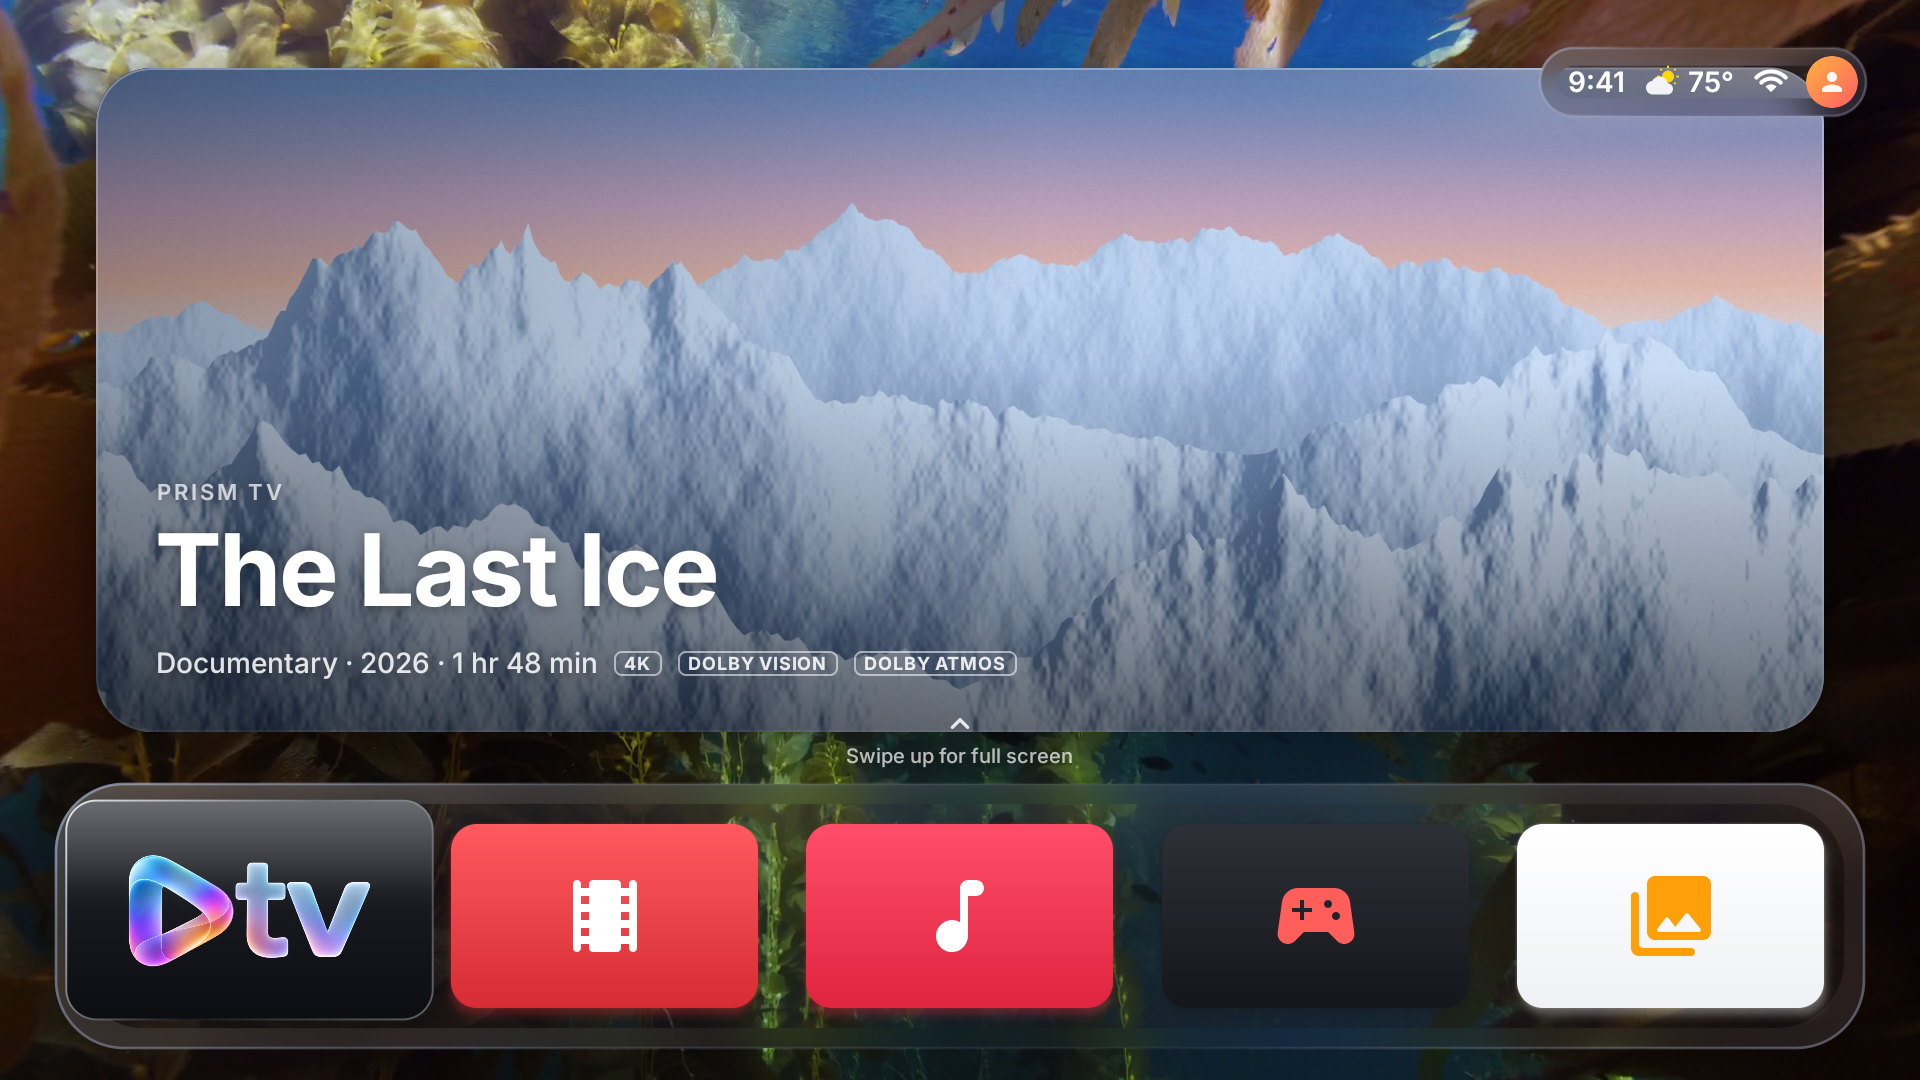 9:41 75°
PRISM TV
The Last Ice
Documentary · 2026 · 1 hr 48 min 4K DOLBY VISION DOLBY ATMOS
Swipe up for full screen
tv